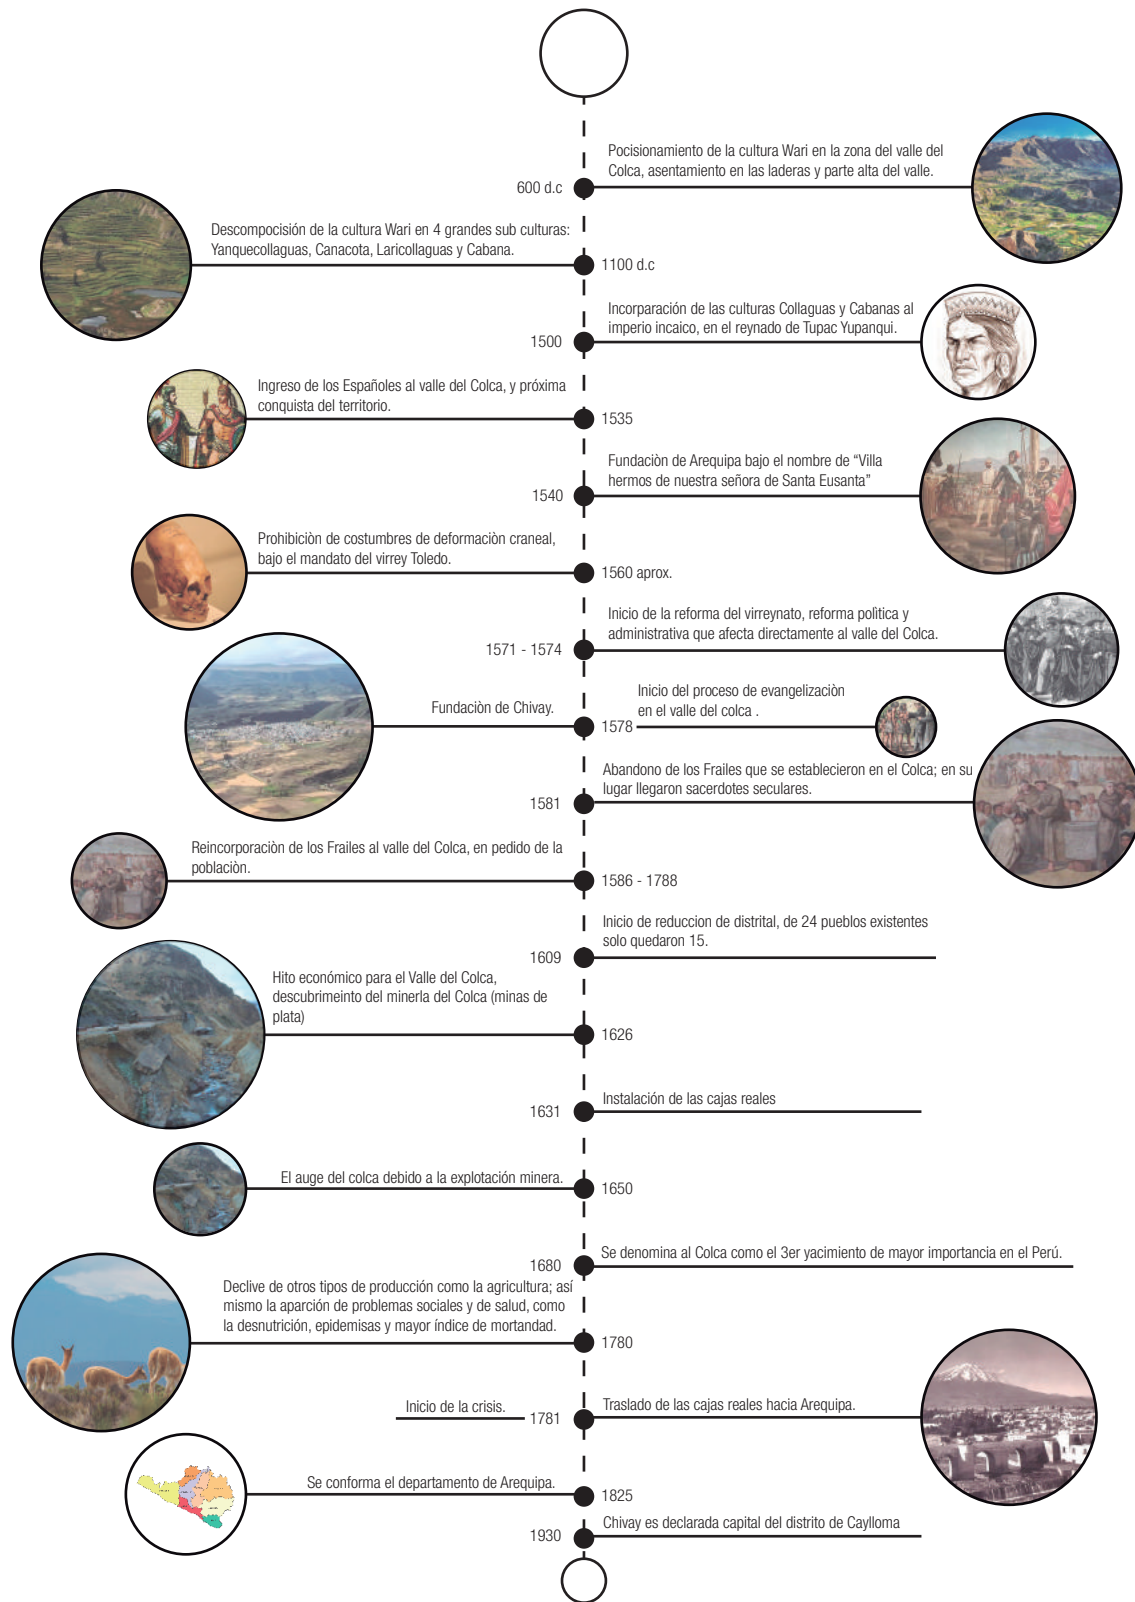 Pocisionamiento de la cultura Wari en la zona del valle del
Colca, asentamiento en las laderas y parte alta del valle.
600 d.c
Descompocisión de la cultura Wari en 4 grandes sub culturas:
Yanquecollaguas, Canacota, Laricollaguas y Cabana.
1100 d.c
Incorparación de las culturas Collaguas y Cabanas al
imperio incaico, en el reynado de Tupac Yupanqui.
1500
Ingreso de los Españoles al valle del Colca, y próxima
conquista del territorio.
1535
Fundaciòn de Arequipa bajo el nombre de “Villa
hermos de nuestra señora de Santa Eusanta”
1540
Prohibiciòn de costumbres de deformaciòn craneal,
bajo el mandato del virrey Toledo.
1560 aprox.
Inicio de la reforma del virreynato, reforma polìtica y
administrativa que afecta directamente al valle del Colca.
1571 - 1574
Fundaciòn de Chivay.
1578
Inicio del proceso de evangelizaciòn
en el valle del colca .
Abandono de los Frailes que se establecieron en el Colca; en su
lugar llegaron sacerdotes seculares.
1581
Reincorporaciòn de los Frailes al valle del Colca, en pedido de la
poblaciòn.
1586 - 1788
Inicio de reduccion de distrital, de 24 pueblos existentes
solo quedaron 15.
1609
Hito económico para el Valle del Colca,
descubrimeinto del minerla del Colca (minas de
plata)
1626
Instalación de las cajas reales
1631
El auge del colca debido a la explotación minera.
1650
Se denomina al Colca como el 3er yacimiento de mayor importancia en el Perú.
1680
Declive de otros tipos de producción como la agricultura; así
mismo la aparción de problemas sociales y de salud, como
la desnutrición, epidemisas y mayor índice de mortandad.
1780
Inicio de la crisis.
1781
Traslado de las cajas reales hacia Arequipa.
Se conforma el departamento de Arequipa.
1825
Chivay es declarada capital del distrito de Caylloma
1930